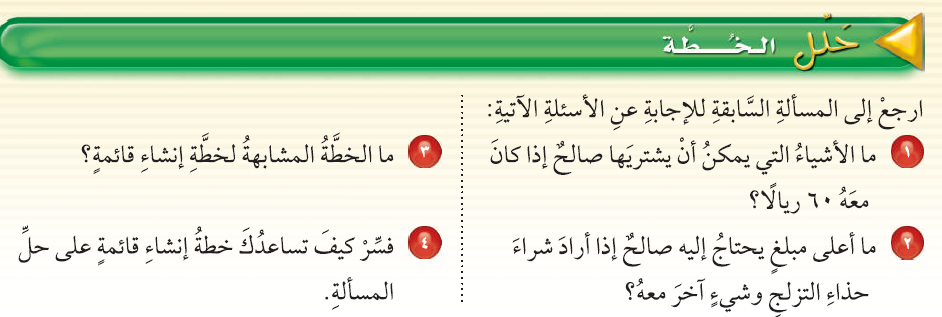 حَلِّل الخُطَّة
ارجعْ إلى المسألةِ السَّابقةِ للإجابةِ عنِ الأسئلةِ الآتيةِ:
١ ما الأشياءُ التي يمكنُ أنْ يشتريَها صالحٌ إذا كانَ
معَهُ ٦٠ ريالًا؟
٢ ما أعلى مبلغٍ يحتاجُ إليه صالحٌ إذا أرادَ شراءَ
حذاءِ التزلجِ وشيءٍ آخرَ معهُ؟
٣ ما الخطَّةُ المشابهةُ لخطَّةِ إنشاءِ قائمةٍ؟
٤ فسِّرْ كيفَ تساعدُكَ خطةُ إنشاءِ قائمةٍ على حلِّ
المسألةِ.